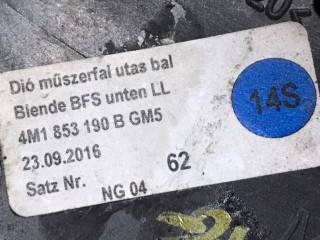 Dió műszerfal utas bal
Blende BFS unten LL
4M1 853 190 B GM5
23.09.2016
Satz Nr.
62
NG 04
14S